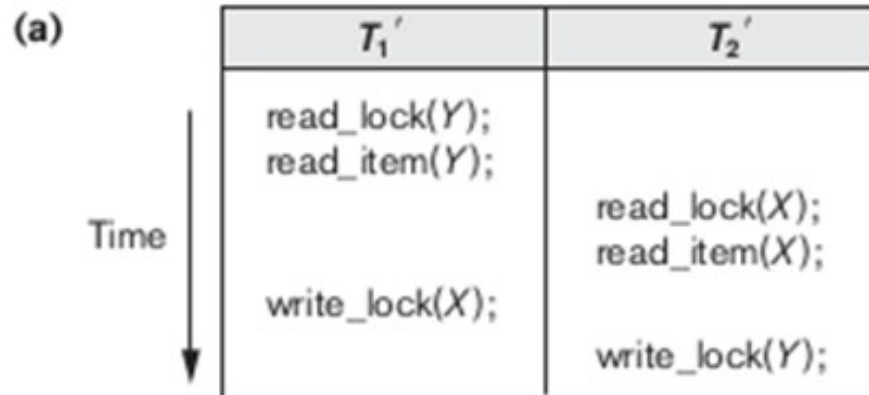 (a)
T₁′ T₂′
read_lock(Y);
read_item(Y);
read_lock(X);
read_item(X);
Time
write_lock(X);
write_lock(Y);